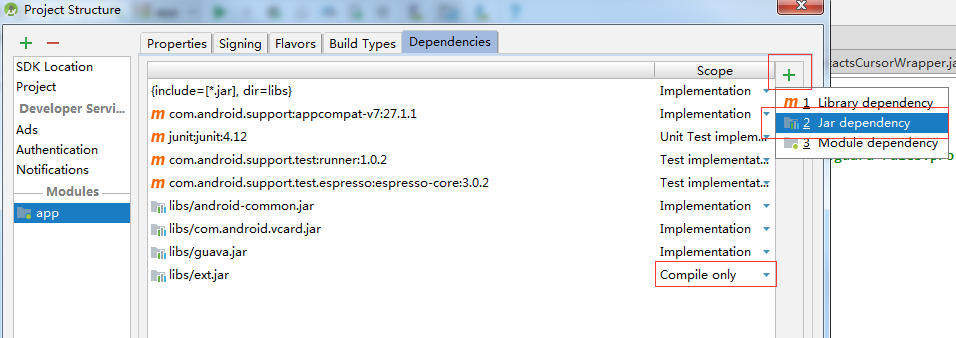 Project Structure
Properties
Signing
Flavors
Build Types
Dependencies
SDK Location
Project
Developer Servi...
Ads
Authentication
Notifications
Modules
app
Scope
{include=[*.jar], dir=libs}
Implementation
com.android.support:appcompat-v7:27.1.1
Implementation
junit:junit:4.12
Unit Test implem...
com.android.support.test:runner:1.0.2
Test implementat...
com.android.support.test.espresso:espresso-core:3.0.2
Test implementat...
libs/android-common.jar
Implementation
libs/com.android.vcard.jar
Implementation
libs/guava.jar
Implementation
libs/ext.jar
Compile only
tactsCursorWrapper.ja
1 Library dependency
2 Jar dependency
3 Module dependency